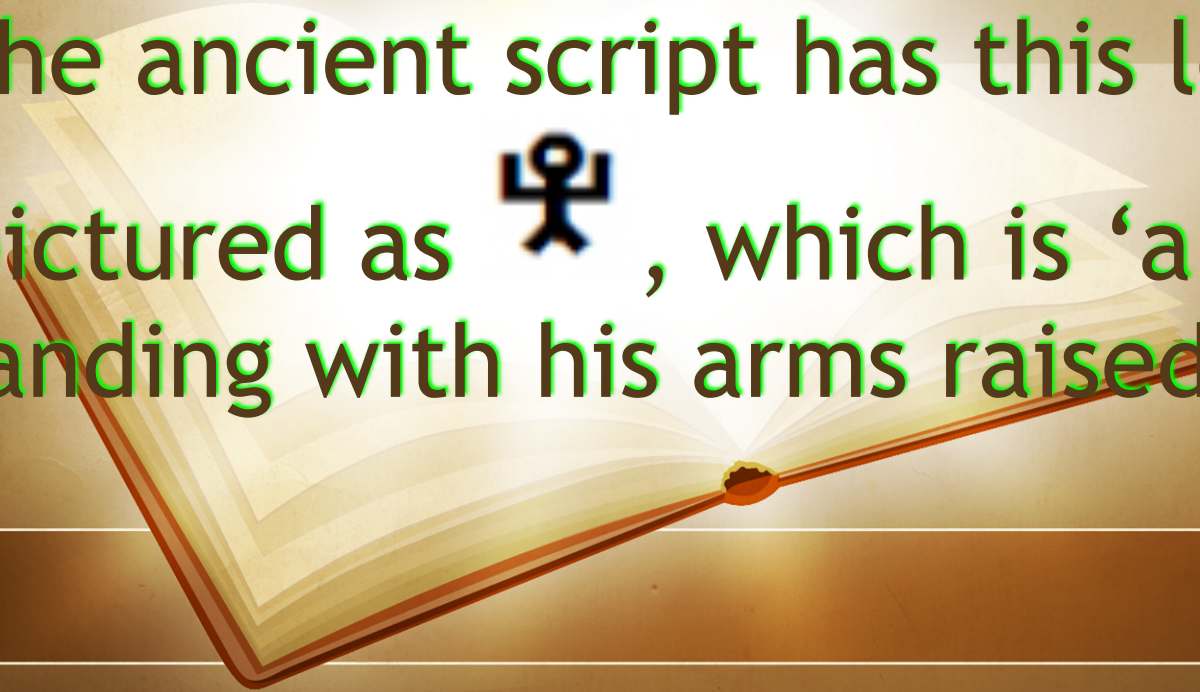 he ancient script has this l
ictured as , which is ‘a
anding with his arms raised